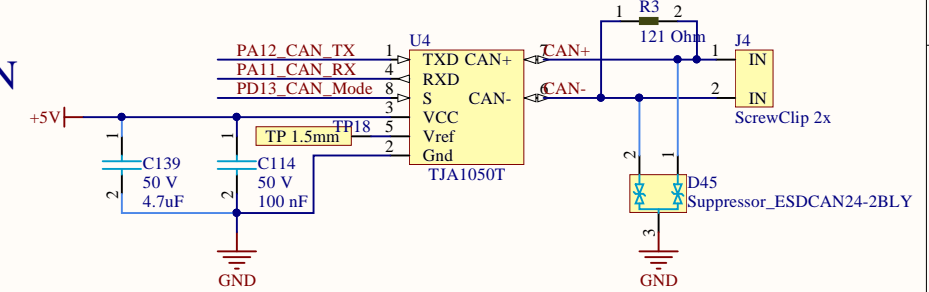 R3
1 2
121 Ohm
U4
J4
PA12_CAN_TX 1 TXD CAN+ 7 CAN+ 1 IN
PA11_CAN_RX 4 RXD
N
PD13_CAN_Mode 8 S CAN- 6 CAN- 2 IN
+5V 3 VCC
ScrewClip 2x
TP 1.5mm TP18 5 Vref
2 Gnd
TJA1050T
1 C139 1 C114 2 1
50 V 50 V
2 4.7uF 2 100 nF
D45
Suppressor_ESDCAN24-2BLY
3
GND GND